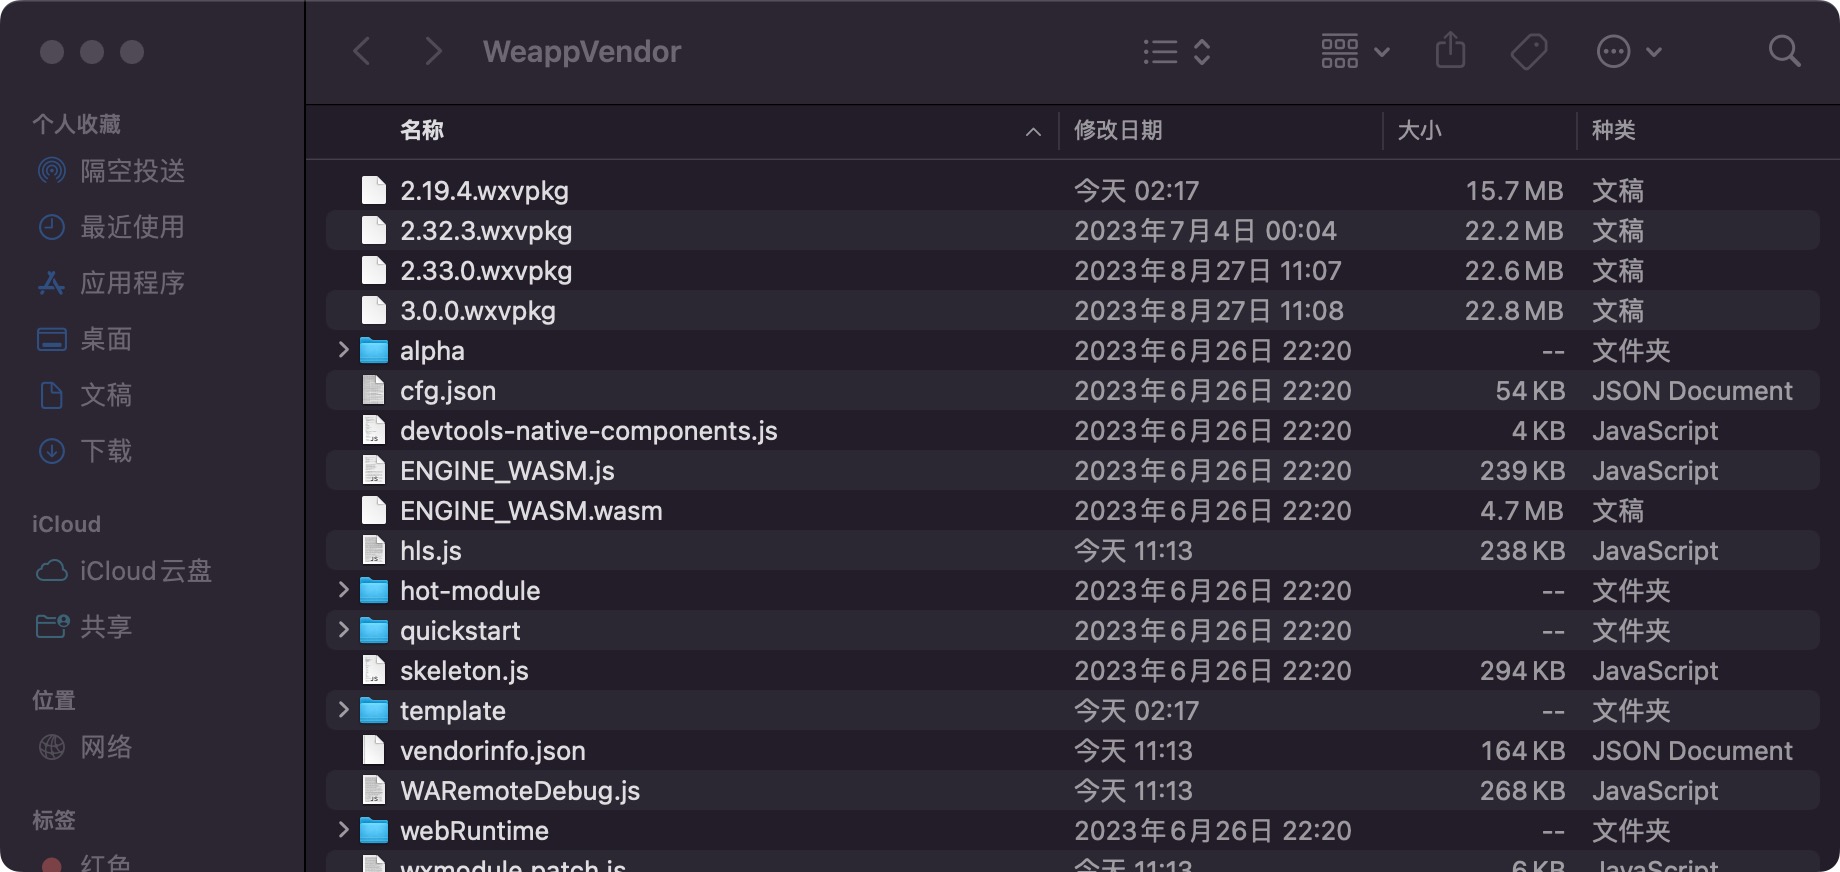 WeappVendor
个人收藏
隔空投送
最近使用
应用程序
桌面
文稿
下载
iCloud
iCloud云盘
共享
位置
网络
标签
红色
名称 修改日期 大小 种类
2.19.4.wxvpkg 今天 02:17 15.7 MB 文稿
2.32.3.wxvpkg 2023年7月4日 00:04 22.2 MB 文稿
2.33.0.wxvpkg 2023年8月27日 11:07 22.6 MB 文稿
3.0.0.wxvpkg 2023年8月27日 11:08 22.8 MB 文稿
alpha 2023年6月26日 22:20 -- 文件夹
cfg.json 2023年6月26日 22:20 54 KB JSON Document
devtools-native-components.js 2023年6月26日 22:20 4 KB JavaScript
ENGINE_WASM.js 2023年6月26日 22:20 239 KB JavaScript
ENGINE_WASM.wasm 2023年6月26日 22:20 4.7 MB 文稿
hls.js 今天 11:13 238 KB JavaScript
hot-module 2023年6月26日 22:20 -- 文件夹
quickstart 2023年6月26日 22:20 -- 文件夹
skeleton.js 2023年6月26日 22:20 294 KB JavaScript
template 今天 02:17 -- 文件夹
vendorinfo.json 今天 11:13 164 KB JSON Document
WARemoteDebug.js 今天 11:13 268 KB JavaScript
webRuntime 2023年6月26日 22:20 -- 文件夹
wxmodule.patch.js 今天 11:13 6 KB JavaScript